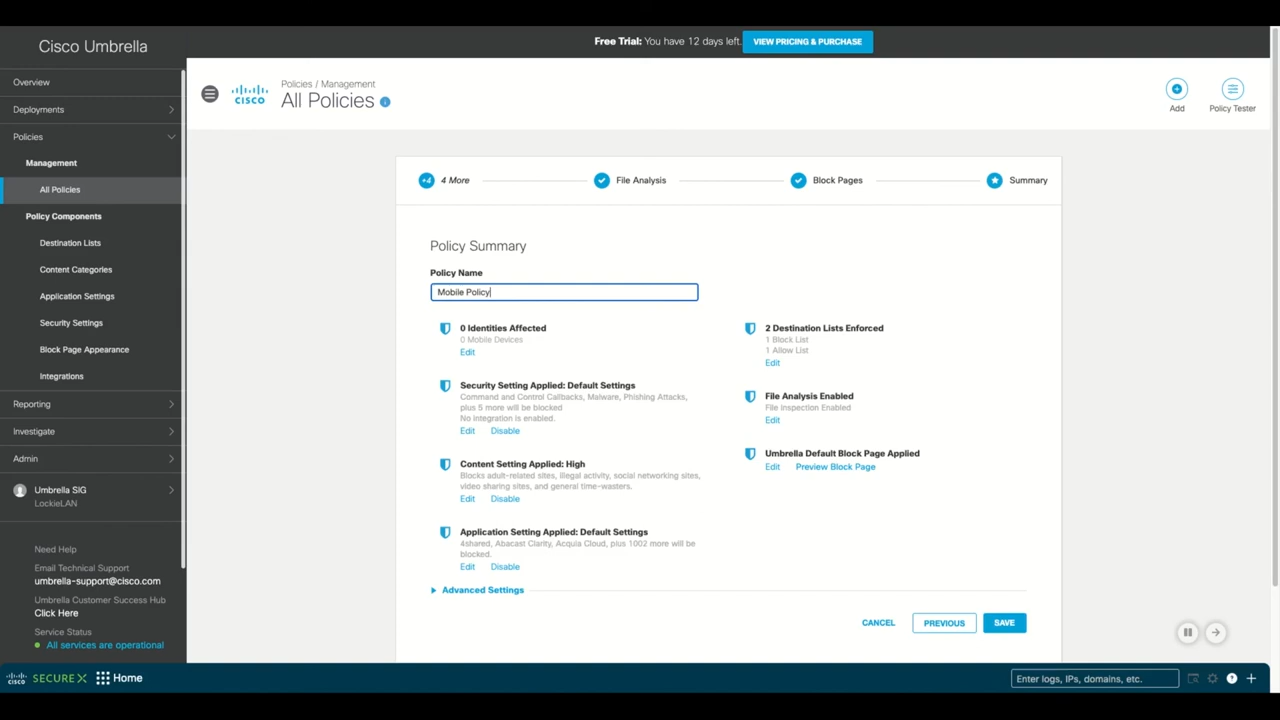 Cisco Umbrella
Free Trial: You have 12 days left. VIEW PRICING & PURCHASE
Overview
Deployments
Policies
Management
All Policies
Policy Components
Destination Lists
Content Categories
Application Settings
Security Settings
Block Page Appearance
Integrations
Reporting
Investigate
Admin
Umbrella SIG
LockieLAN
Need Help
Email Technical Support
umbrella-support@cisco.com
Umbrella Customer Success Hub
Click Here
Service Status
All services are operational
CISCO
Policies / Management
All Policies
Add
Policy Tester
+4 4 More
File Analysis
Block Pages
Summary
Policy Summary
Policy Name
Mobile Policy
0 Identities Affected
0 Mobile Devices
Edit
Security Setting Applied: Default Settings
Command and Control Callbacks, Malware, Phishing Attacks,
plus 5 more will be blocked
No integration is enabled.
Edit Disable
Content Setting Applied: High
Blocks adult-related sites, illegal activity, social networking sites,
video sharing sites, and general time-wasters.
Edit Disable
Application Setting Applied: Default Settings
4shared, Abacast Clarity, Acquia Cloud, plus 1002 more will be
blocked.
Edit Disable
2 Destination Lists Enforced
1 Block List
1 Allow List
Edit
File Analysis Enabled
File Inspection Enabled
Edit
Umbrella Default Block Page Applied
Edit Preview Block Page
Advanced Settings
CANCEL PREVIOUS SAVE
CISCO SECUREX Home
Enter logs, IPs, domains, etc.